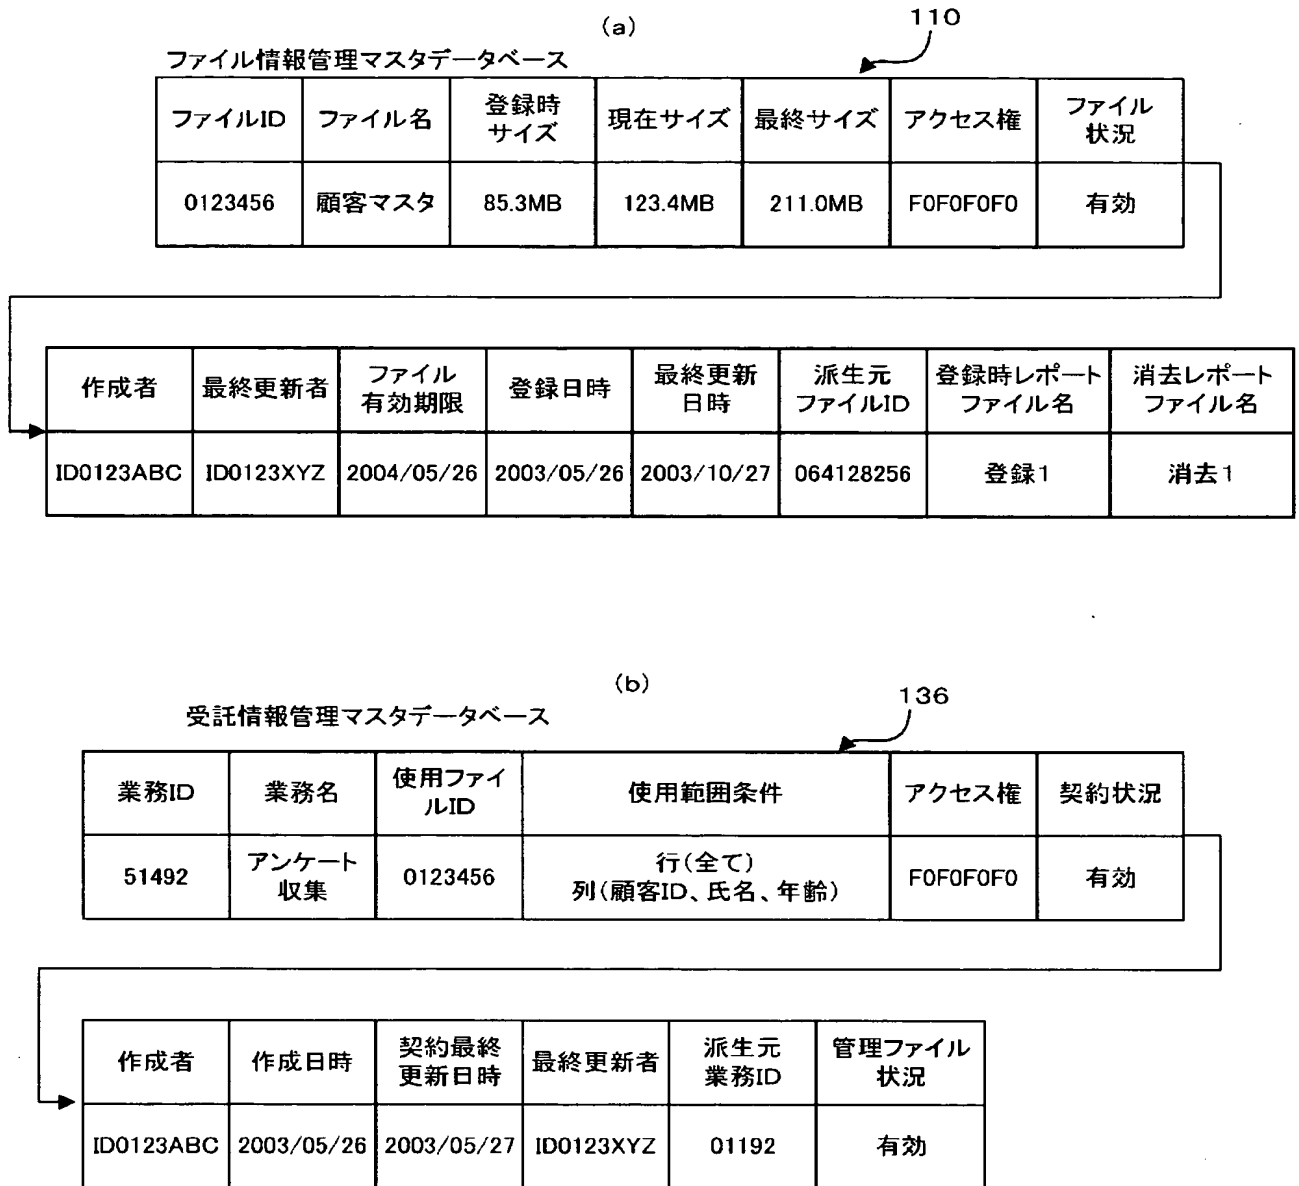 (a)
110
ファイル情報管理マスタデータベース
ファイルID
ファイル名
登録時
サイズ
現在サイズ
最終サイズ
アクセス権
ファイル
状況
0123456
顧客マスタ
85.3MB
123.4MB
211.0MB
F0F0F0F0
有効
作成者
最終更新者
ファイル
有効期限
登録日時
最終更新
日時
派生元
ファイルID
登録時レポート
ファイル名
消去レポート
ファイル名
ID0123ABC
ID0123XYZ
2004/05/26
2003/05/26
2003/10/27
064128256
登録1
消去1
(b)
136
受託情報管理マスタデータベース
業務ID
業務名
使用ファイ
ルID
使用範囲条件
アクセス権
契約状況
51492
アンケート
収集
0123456
行(全て)
列(顧客ID、氏名、年齢)
F0F0F0F0
有効
作成者
作成日時
契約最終
更新日時
最終更新者
派生元
業務ID
管理ファイル
状況
ID0123ABC
2003/05/26
2003/05/27
ID0123XYZ
01192
有効